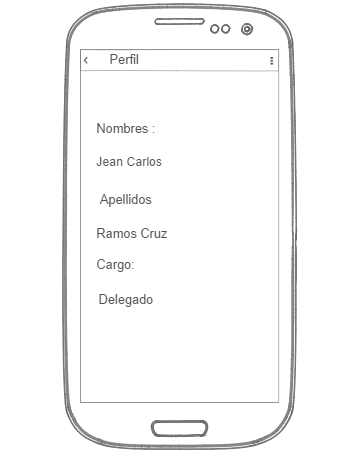 Perfil
Nombres :
Jean Carlos
Apellidos
Ramos Cruz
Cargo:
Delegado